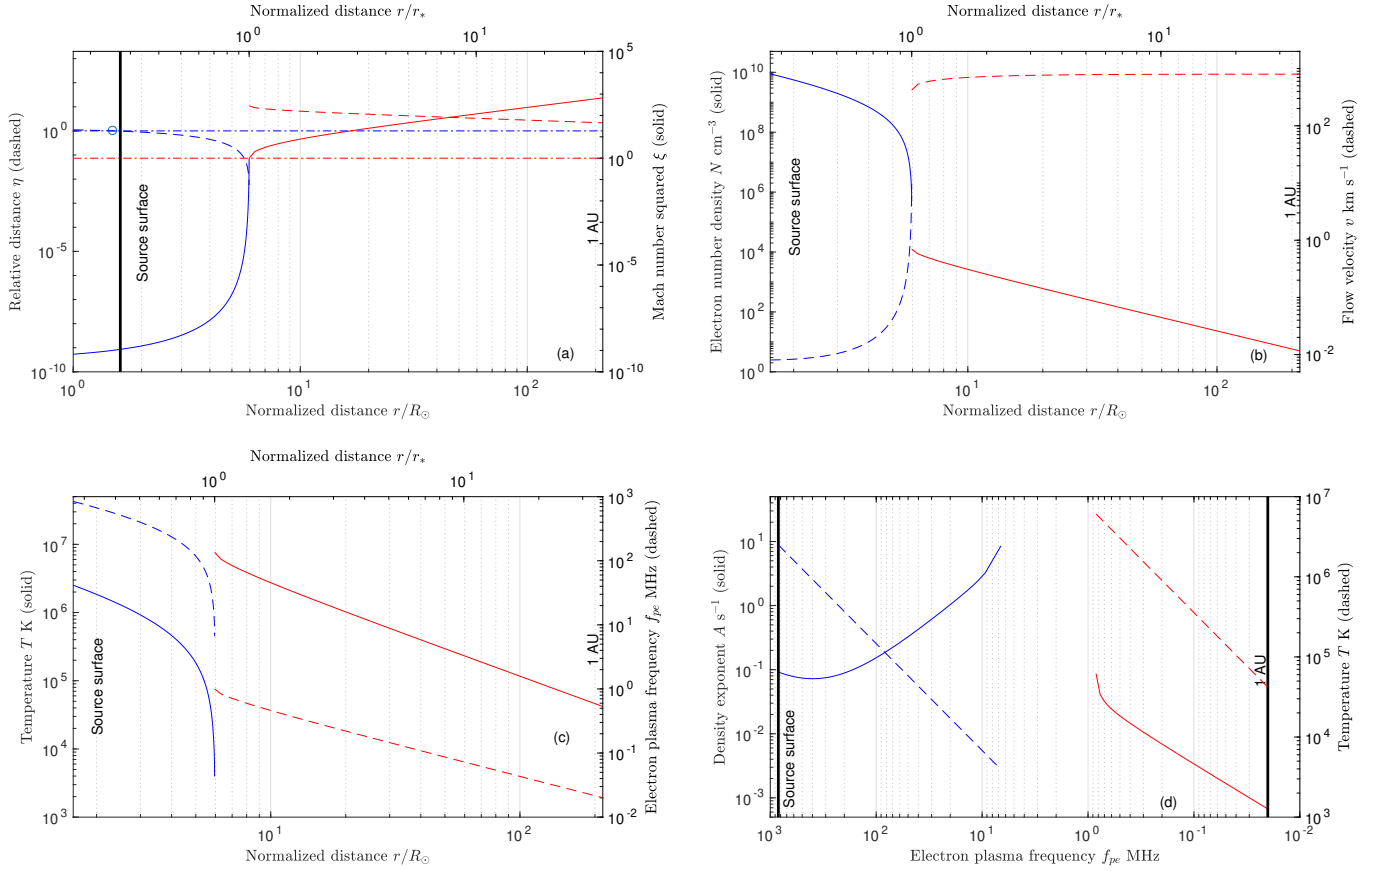 Normalized distance r/r*
10^0 10^1
Relative distance η (dashed)
10^0
10^-5
10^-10
10^5
10^0
10^-5
10^-10
Mach number squared ξ (solid)
Source surface
1 AU
(a)
10^0 10^1 10^2
Normalized distance r/R⊙
Normalized distance r/r*
10^0 10^1
Electron number density N cm^-3 (solid)
10^10
10^8
10^6
10^4
10^2
10^0
10^2
10^0
10^-2
Flow velocity v km s^-1 (dashed)
Source surface
1 AU
(b)
10^1 10^2
Normalized distance r/R⊙
Normalized distance r/r*
10^0 10^1
Temperature T K (solid)
10^7
10^6
10^5
10^4
10^3
10^3
10^2
10^1
10^0
10^-1
10^-2
Electron plasma frequency f_pe MHz (dashed)
Source surface
1 AU
(c)
10^1 10^2
Normalized distance r/R⊙
Density exponent A s^-1 (solid)
10^1
10^0
10^-1
10^-2
10^-3
10^7
10^6
10^5
10^4
10^3
Temperature T K (dashed)
Source surface
1 AU
(d)
10^3 10^2 10^1 10^0 10^-1 10^-2
Electron plasma frequency f_pe MHz